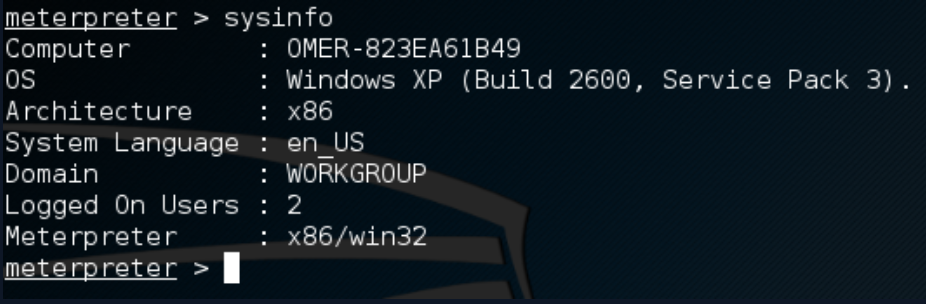 meterpreter > sysinfo
Computer : OMER-823EA61B49
OS : Windows XP (Build 2600, Service Pack 3).
Architecture : x86
System Language : en_US
Domain : WORKGROUP
Logged On Users : 2
Meterpreter : x86/win32
meterpreter >